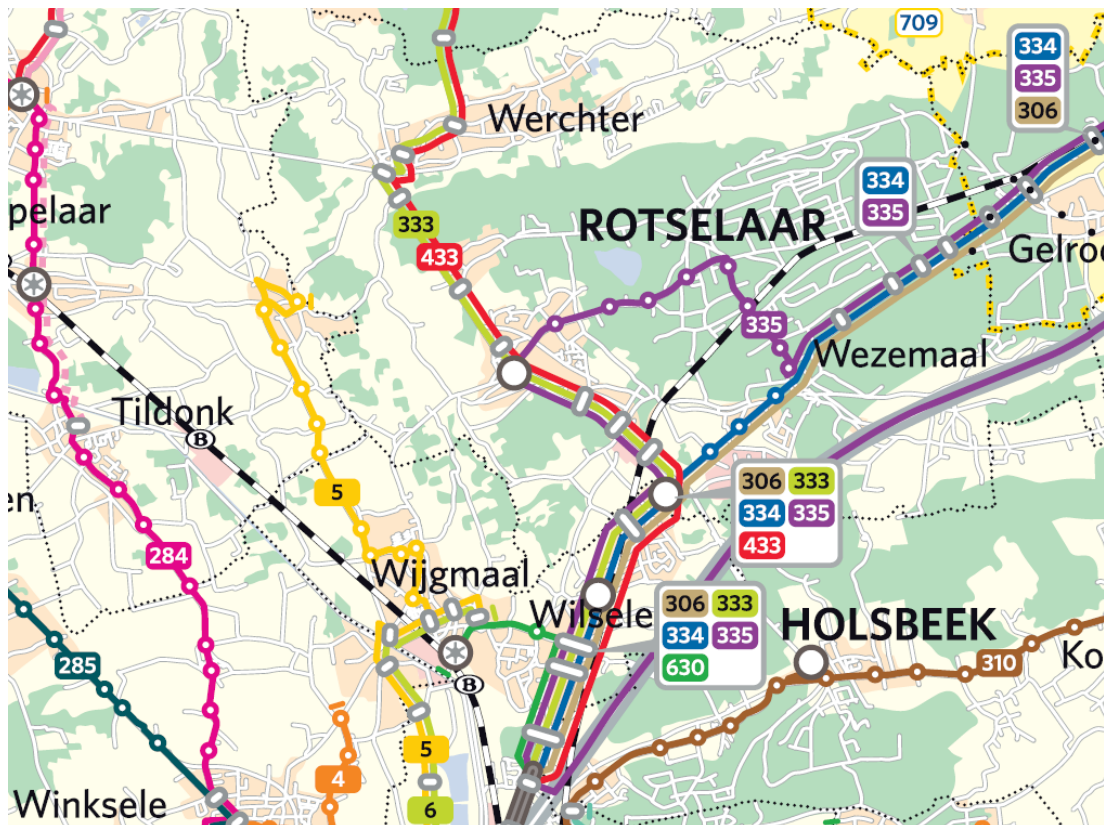 709
334
335
306
Werchter
334
335
pelaar
333
ROTSELAAR
433
Gelroo
335
Wezemaal
Tildonk
B
5
306 333
334 335
433
en
284
Wijgmaal
Wilsele
306 333
334 335
630
HOLSBEEK
285
310
Ko
B
5
4
6
Winksele